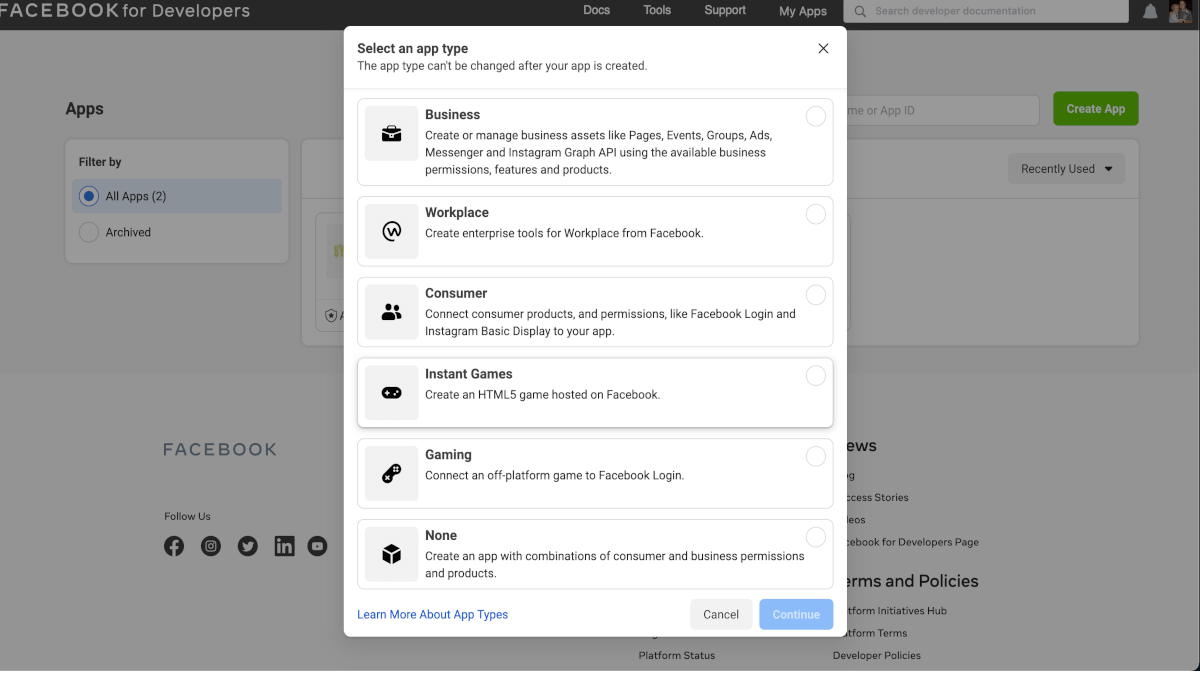 FACEBOOK for Developers
Docs
Tools
Support
My Apps
Search developer documentation
Select an app type
The app type can't be changed after your app is created.
Apps
me or App ID
Create App
Filter by
All Apps (2)
Archived
Recently Used
Business
Create or manage business assets like Pages, Events, Groups, Ads,
Messenger and Instagram Graph API using the available business
permissions, features and products.
Workplace
Create enterprise tools for Workplace from Facebook.
Consumer
Connect consumer products, and permissions, like Facebook Login and
Instagram Basic Display to your app.
Instant Games
Create an HTML5 game hosted on Facebook.
Gaming
Connect an off-platform game to Facebook Login.
None
Create an app with combinations of consumer and business permissions
and products.
Learn More About App Types
Cancel
Continue
FACEBOOK
Follow Us
ews
og
ccess Stories
deos
cebook for Developers Page
erms and Policies
atform Initiatives Hub
atform Terms
Platform Status
Developer Policies